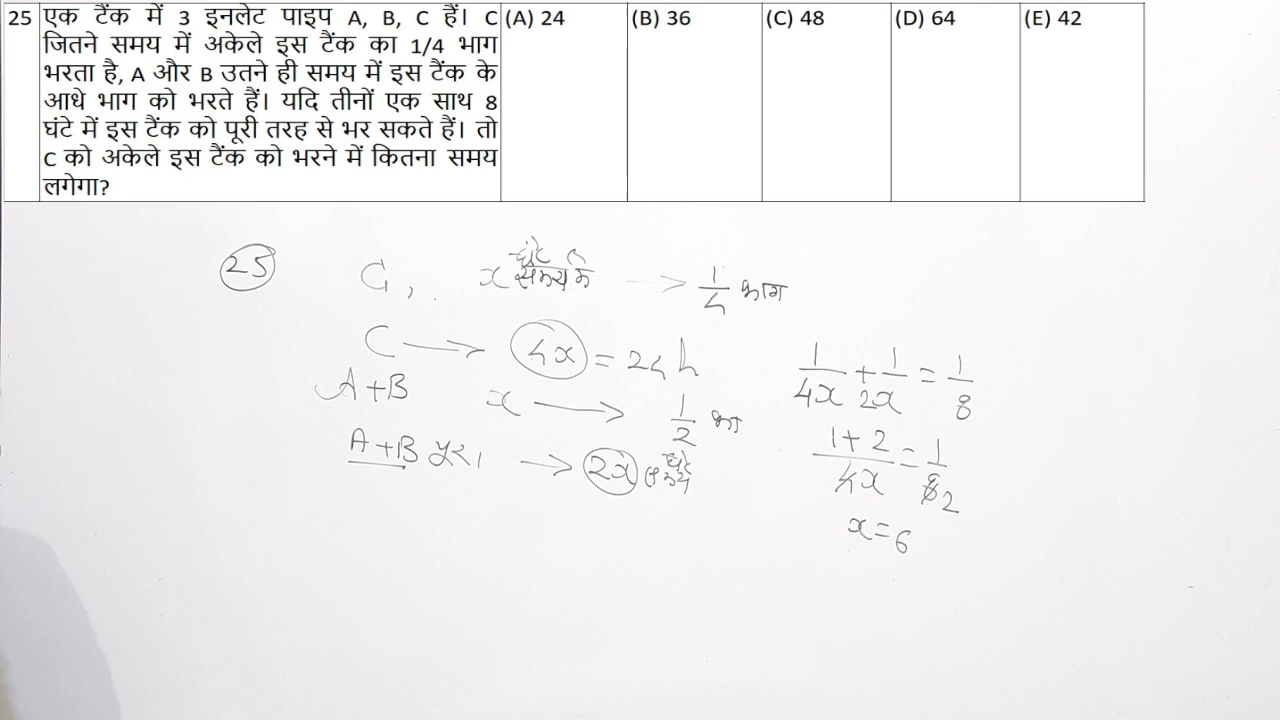 25 एक टैंक में 3 इनलेट पाइप A, B, C हैं। C (A) 24 (B) 36 (C) 48 (D) 64 (E) 42
जितने समय में अकेले इस टैंक का 1/4 भाग
भरता है, A और B उतने ही समय में इस टैंक के
आधे भाग को भरते हैं। यदि तीनों एक साथ 8
घंटे में इस टैंक को पूरी तरह से भर सकते हैं। तो
C को अकेले इस टैंक को भरने में कितना समय
लगेगा?
25 C, x घंटे में समय में → 1/4 भाग
C → 4x = 24 h
1/4x + 1/2x = 1/8
A+B x → 1/2 भाग
1+2/4x = 1/8 2
A+B पूरा → 2x घंटे समय
x = 6